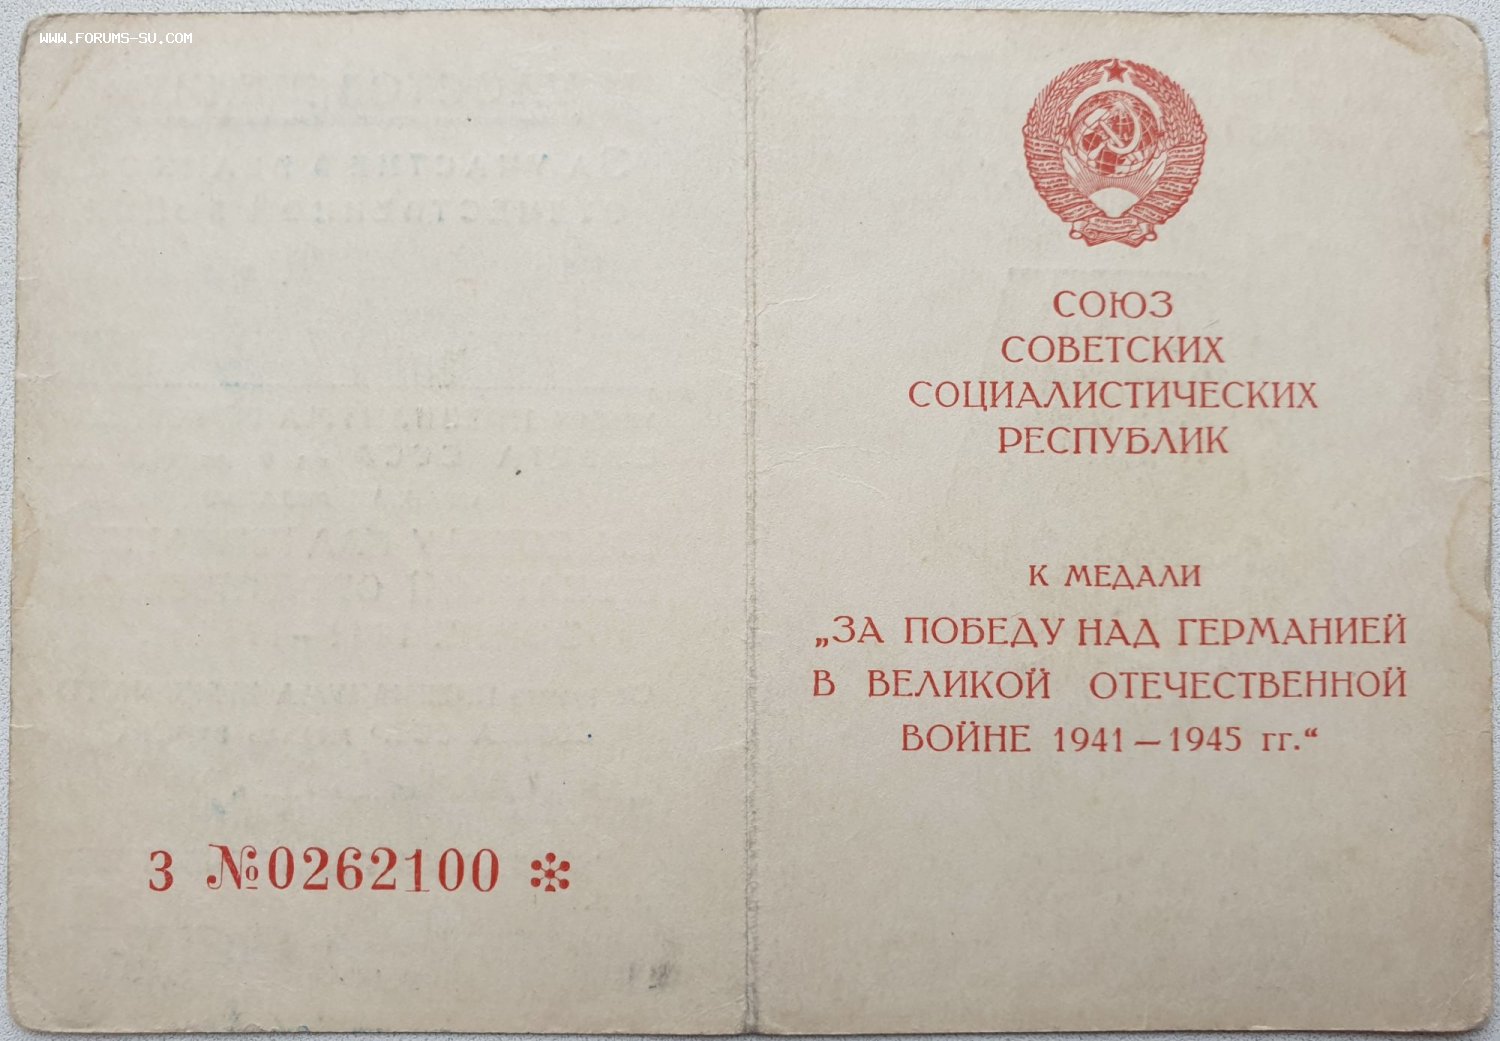 WWW.FORUMS-SU.COM
З №0262100
СОЮЗ
СОВЕТСКИХ
СОЦИАЛИСТИЧЕСКИХ
РЕСПУБЛИК
К МЕДАЛИ
„ЗА ПОБЕДУ НАД ГЕРМАНИЕЙ
В ВЕЛИКОЙ ОТЕЧЕСТВЕННОЙ
ВОЙНЕ 1941—1945 гг.“